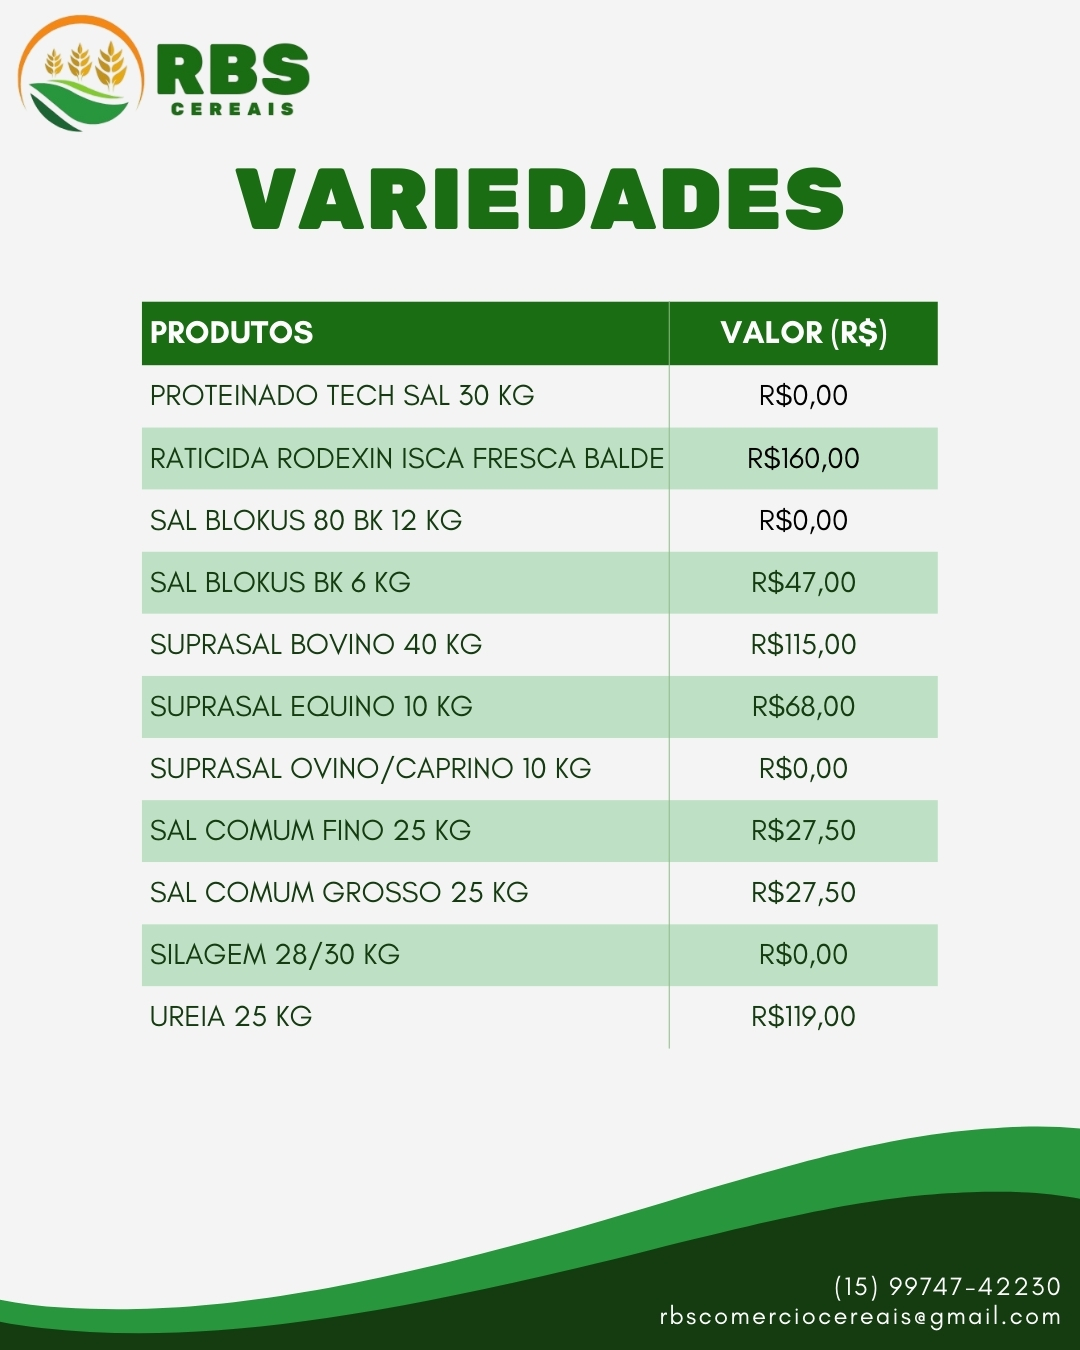 RBS
CEREAIS
VARIEDADES
PRODUTOS VALOR (R$)
PROTEINADO TECH SAL 30 KG R$0,00
RATICIDA RODEXIN ISCA FRESCA BALDE R$160,00
SAL BLOKUS 80 BK 12 KG R$0,00
SAL BLOKUS BK 6 KG R$47,00
SUPRASAL BOVINO 40 KG R$115,00
SUPRASAL EQUINO 10 KG R$68,00
SUPRASAL OVINO/CAPRINO 10 KG R$0,00
SAL COMUM FINO 25 KG R$27,50
SAL COMUM GROSSO 25 KG R$27,50
SILAGEM 28/30 KG R$0,00
UREIA 25 KG R$119,00
(15) 99747-42230
rbscomerciocereais@gmail.com